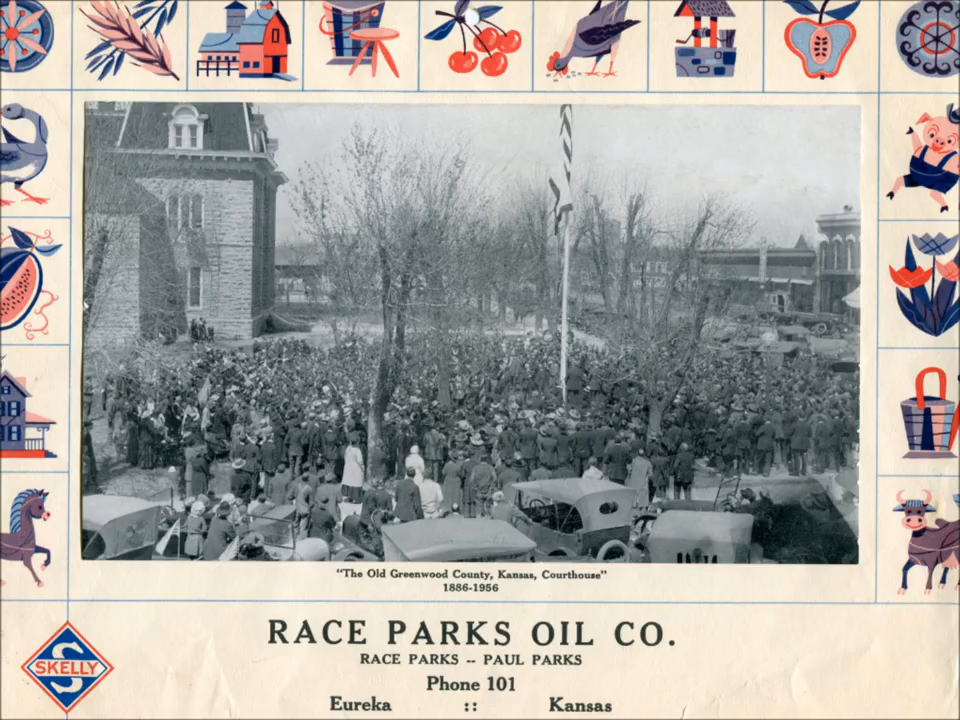 "The Old Greenwood County, Kansas, Courthouse"
1886-1956
RACE PARKS OIL CO.
RACE PARKS -- PAUL PARKS
Phone 101
Eureka :: Kansas
S
SKELLY